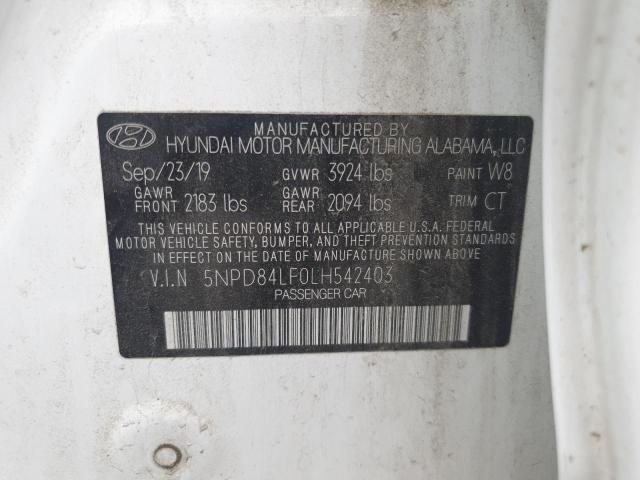 MANUFACTURED BY
HYUNDAI MOTOR MANUFACTURING ALABAMA, LLC
Sep/23/19 GVWR 3924 lbs PAINT W8
GAWR FRONT 2183 lbs GAWR REAR 2094 lbs TRIM CT
THIS VEHICLE CONFORMS TO ALL APPLICABLE U.S.A. FEDERAL
MOTOR VEHICLE SAFETY, BUMPER, AND THEFT PREVENTION STANDARDS
IN EFFECT ON THE DATE OF MANUFACTURE SHOWN ABOVE
V.I.N 5NPD84LF0LH542403
PASSENGER CAR